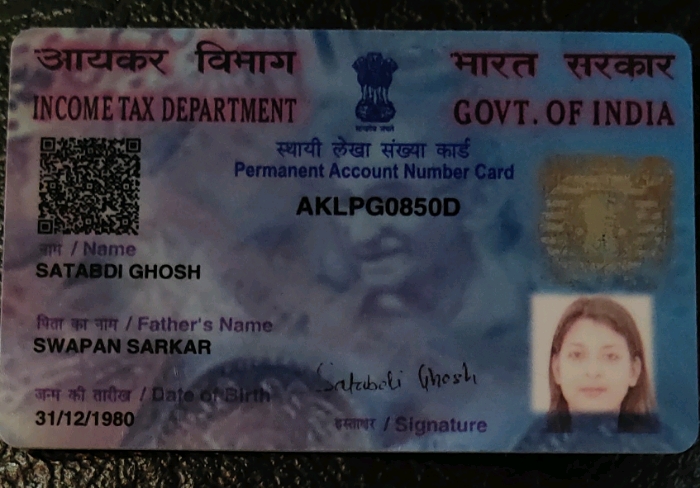 आयकर विभाग
भारत सरकार
INCOME TAX DEPARTMENT
GOVT. OF INDIA
सत्यमेव जयते
स्थायी लेखा संख्या कार्ड
Permanent Account Number Card
AKLPG0850D
नाम / Name
SATABDI GHOSH
पिता का नाम / Father's Name
SWAPAN SARKAR
जन्म की तारीख / Date of Birth
31/12/1980
Satabdi Ghosh
हस्ताक्षर / Signature